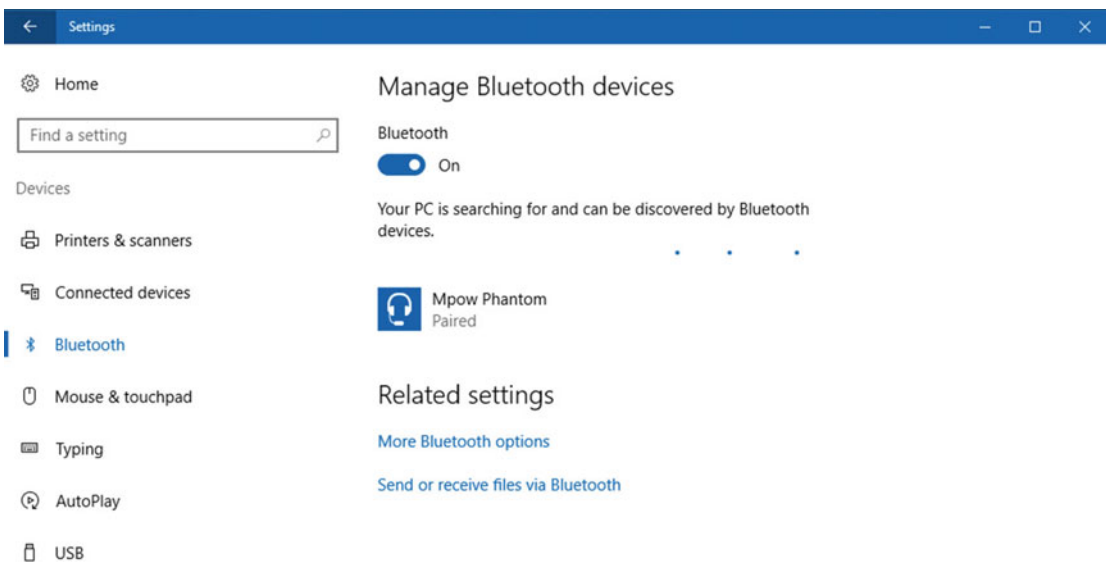 Settings
Home
Find a setting
Devices
Printers & scanners
Connected devices
Bluetooth
Mouse & touchpad
Typing
AutoPlay
USB
Manage Bluetooth devices
Bluetooth
On
Your PC is searching for and can be discovered by Bluetooth
devices.
Mpow Phantom
Paired
Related settings
More Bluetooth options
Send or receive files via Bluetooth